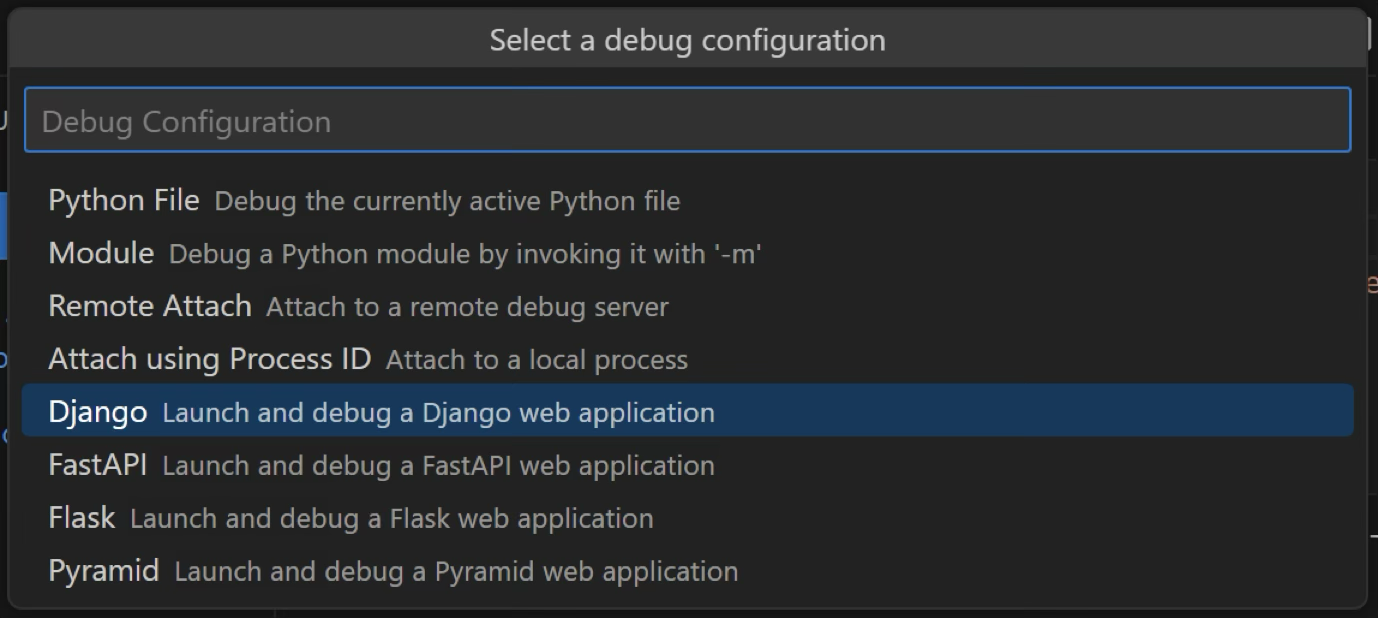 Select a debug configuration
Debug Configuration
Python File Debug the currently active Python file
Module Debug a Python module by invoking it with '-m'
Remote Attach Attach to a remote debug server
Attach using Process ID Attach to a local process
Django Launch and debug a Django web application
FastAPI Launch and debug a FastAPI web application
Flask Launch and debug a Flask web application
Pyramid Launch and debug a Pyramid web application